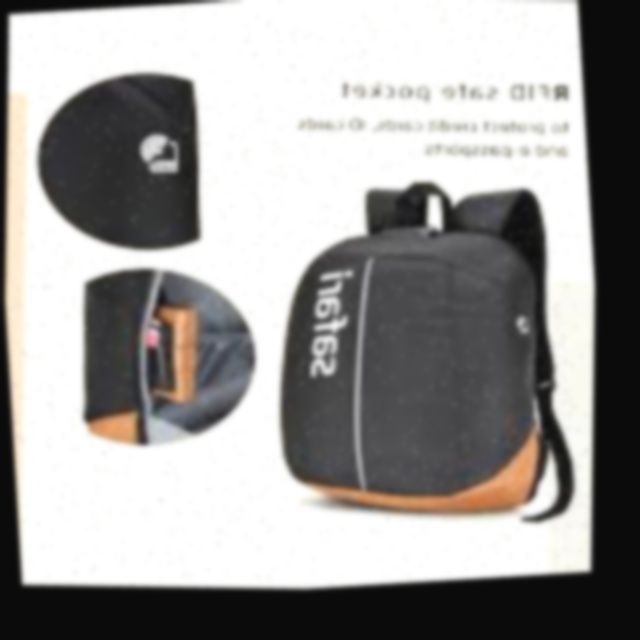 RFID safe pocket
to protect credit cards, ID cards
and e-passports
safari